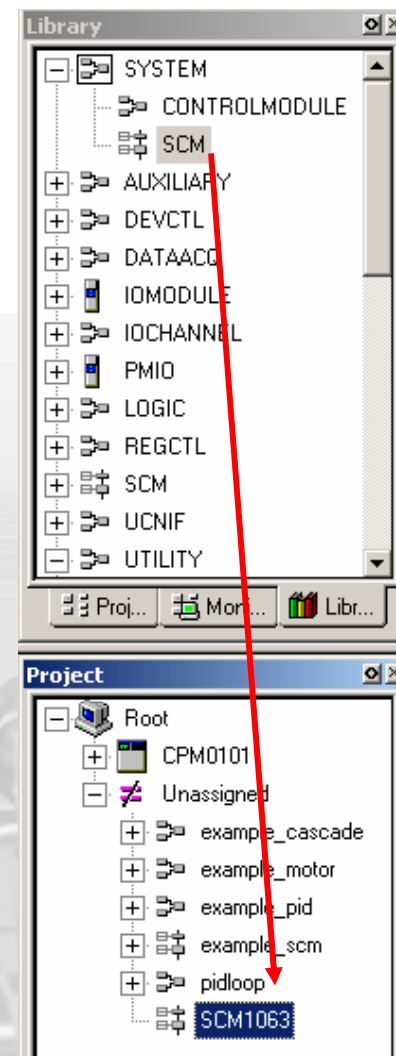 Library
SYSTEM
CONTROLMODULE
SCM
AUXILIARY
DEVCTL
DATAACQ
IOMODULE
IOCHANNEL
PMIO
LOGIC
REGCTL
SCM
UCNIF
UTILITY
Proj... Moni... Libr...
Project
Root
CPM0101
Unassigned
example_cascade
example_motor
example_pid
example_scm
pidloop
SCM1063